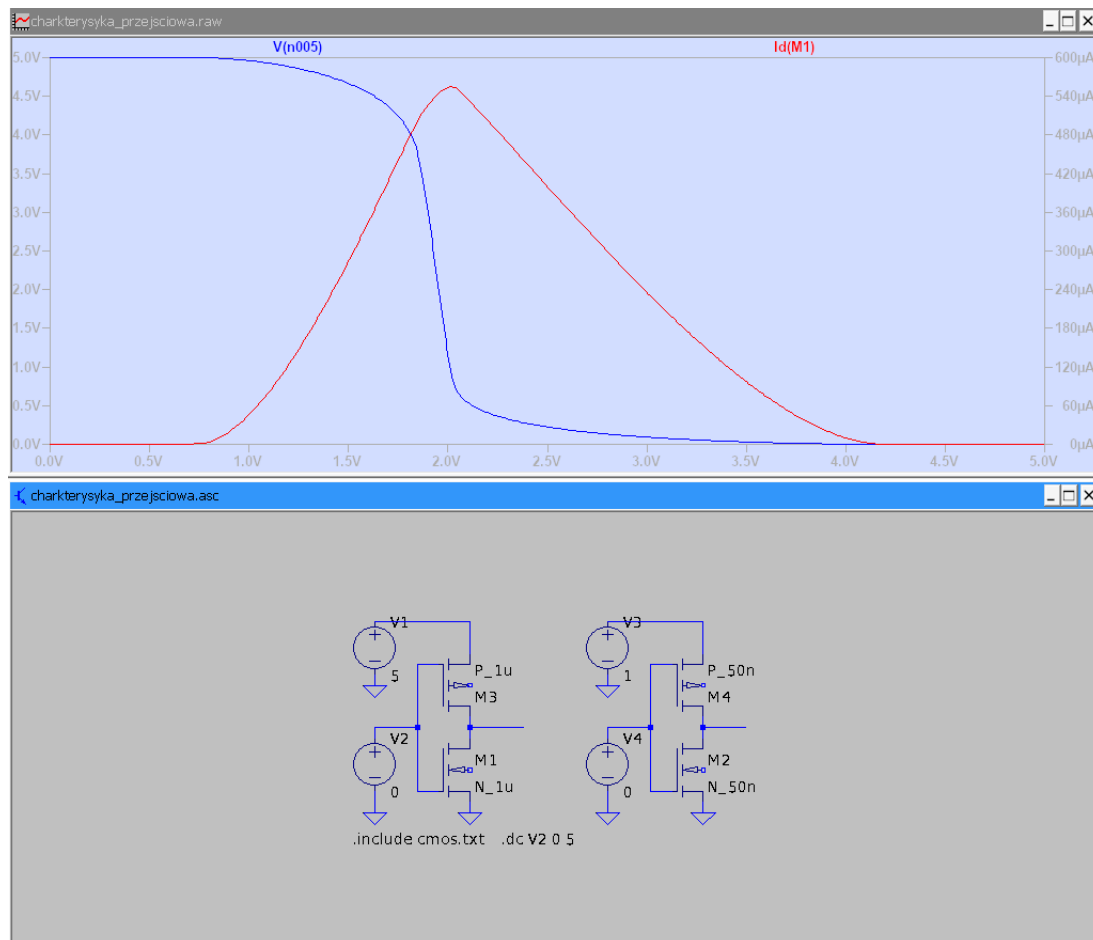 charkterysyka_przejsciowa.raw
V(n005) Id(M1)
5.0V 600µA
4.5V 540µA
4.0V 480µA
3.5V 420µA
3.0V 360µA
2.5V 300µA
2.0V 240µA
1.5V 180µA
1.0V 120µA
0.5V 60µA
0.0V 0µA
0.0V 0.5V 1.0V 1.5V 2.0V 2.5V 3.0V 3.5V 4.0V 4.5V 5.0V
charkterysyka_przejsciowa.asc
V1 V3
P_1u P_50n
5 1
M3 M4
V2 V4
M1 M2
0 N_1u 0 N_50n
.include cmos.txt .dc V2 0 5